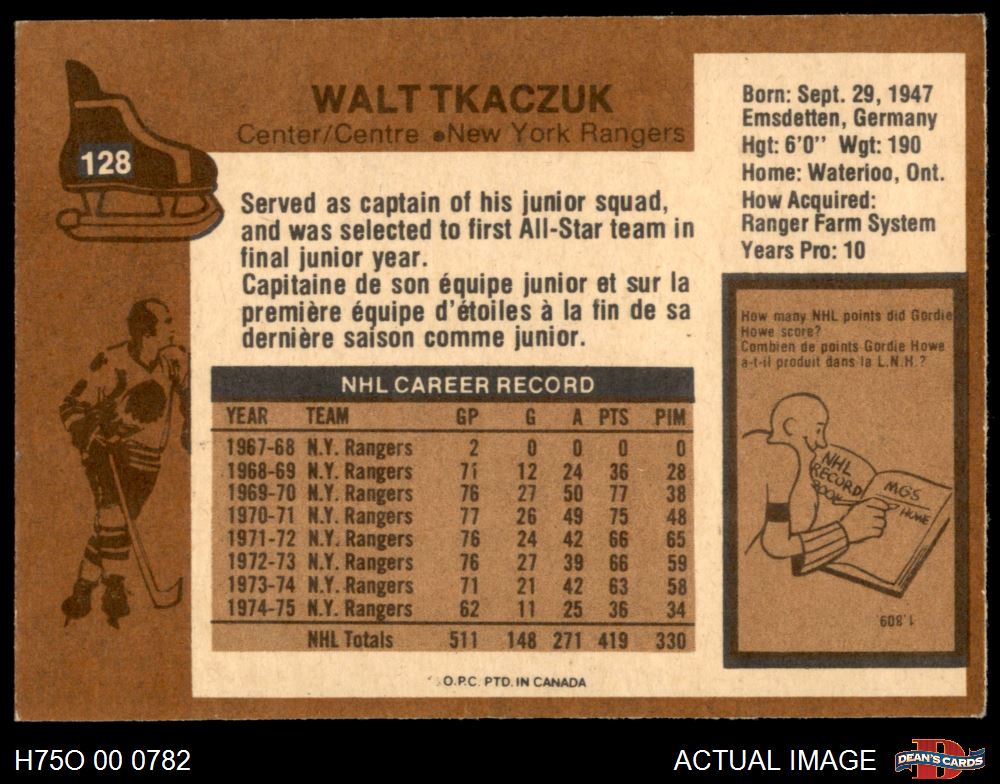 128
WALT TKACZUK
Center/Centre ●New York Rangers
Served as captain of his junior squad,
and was selected to first All-Star team in
final junior year.
Capitaine de son équipe junior et sur la
première équipe d'étoiles à la fin de sa
dernière saison comme junior.
Born: Sept. 29, 1947
Emsdetten, Germany
Hgt: 6'0'' Wgt: 190
Home: Waterloo, Ont.
How Acquired:
Ranger Farm System
Years Pro: 10
NHL CAREER RECORD
YEAR TEAM GP G A PTS PIM
1967-68 N.Y. Rangers 2 0 0 0 0
1968-69 N.Y. Rangers 71 12 24 36 28
1969-70 N.Y. Rangers 76 27 50 77 38
1970-71 N.Y. Rangers 77 26 49 75 48
1971-72 N.Y. Rangers 76 24 42 66 65
1972-73 N.Y. Rangers 76 27 39 66 59
1973-74 N.Y. Rangers 71 21 42 63 58
1974-75 N.Y. Rangers 62 11 25 36 34
NHL Totals 511 148 271 419 330
How many NHL points did Gordie
Howe score?
Combien de points Gordie Howe
a-t-il produit dans la L.N.H.?
NHL
RECORD
BOOK
MGS
HOWE
1,809
O.P.C. PTD. IN CANADA
H75O 00 0782
ACTUAL IMAGE
DEAN'S CARDS